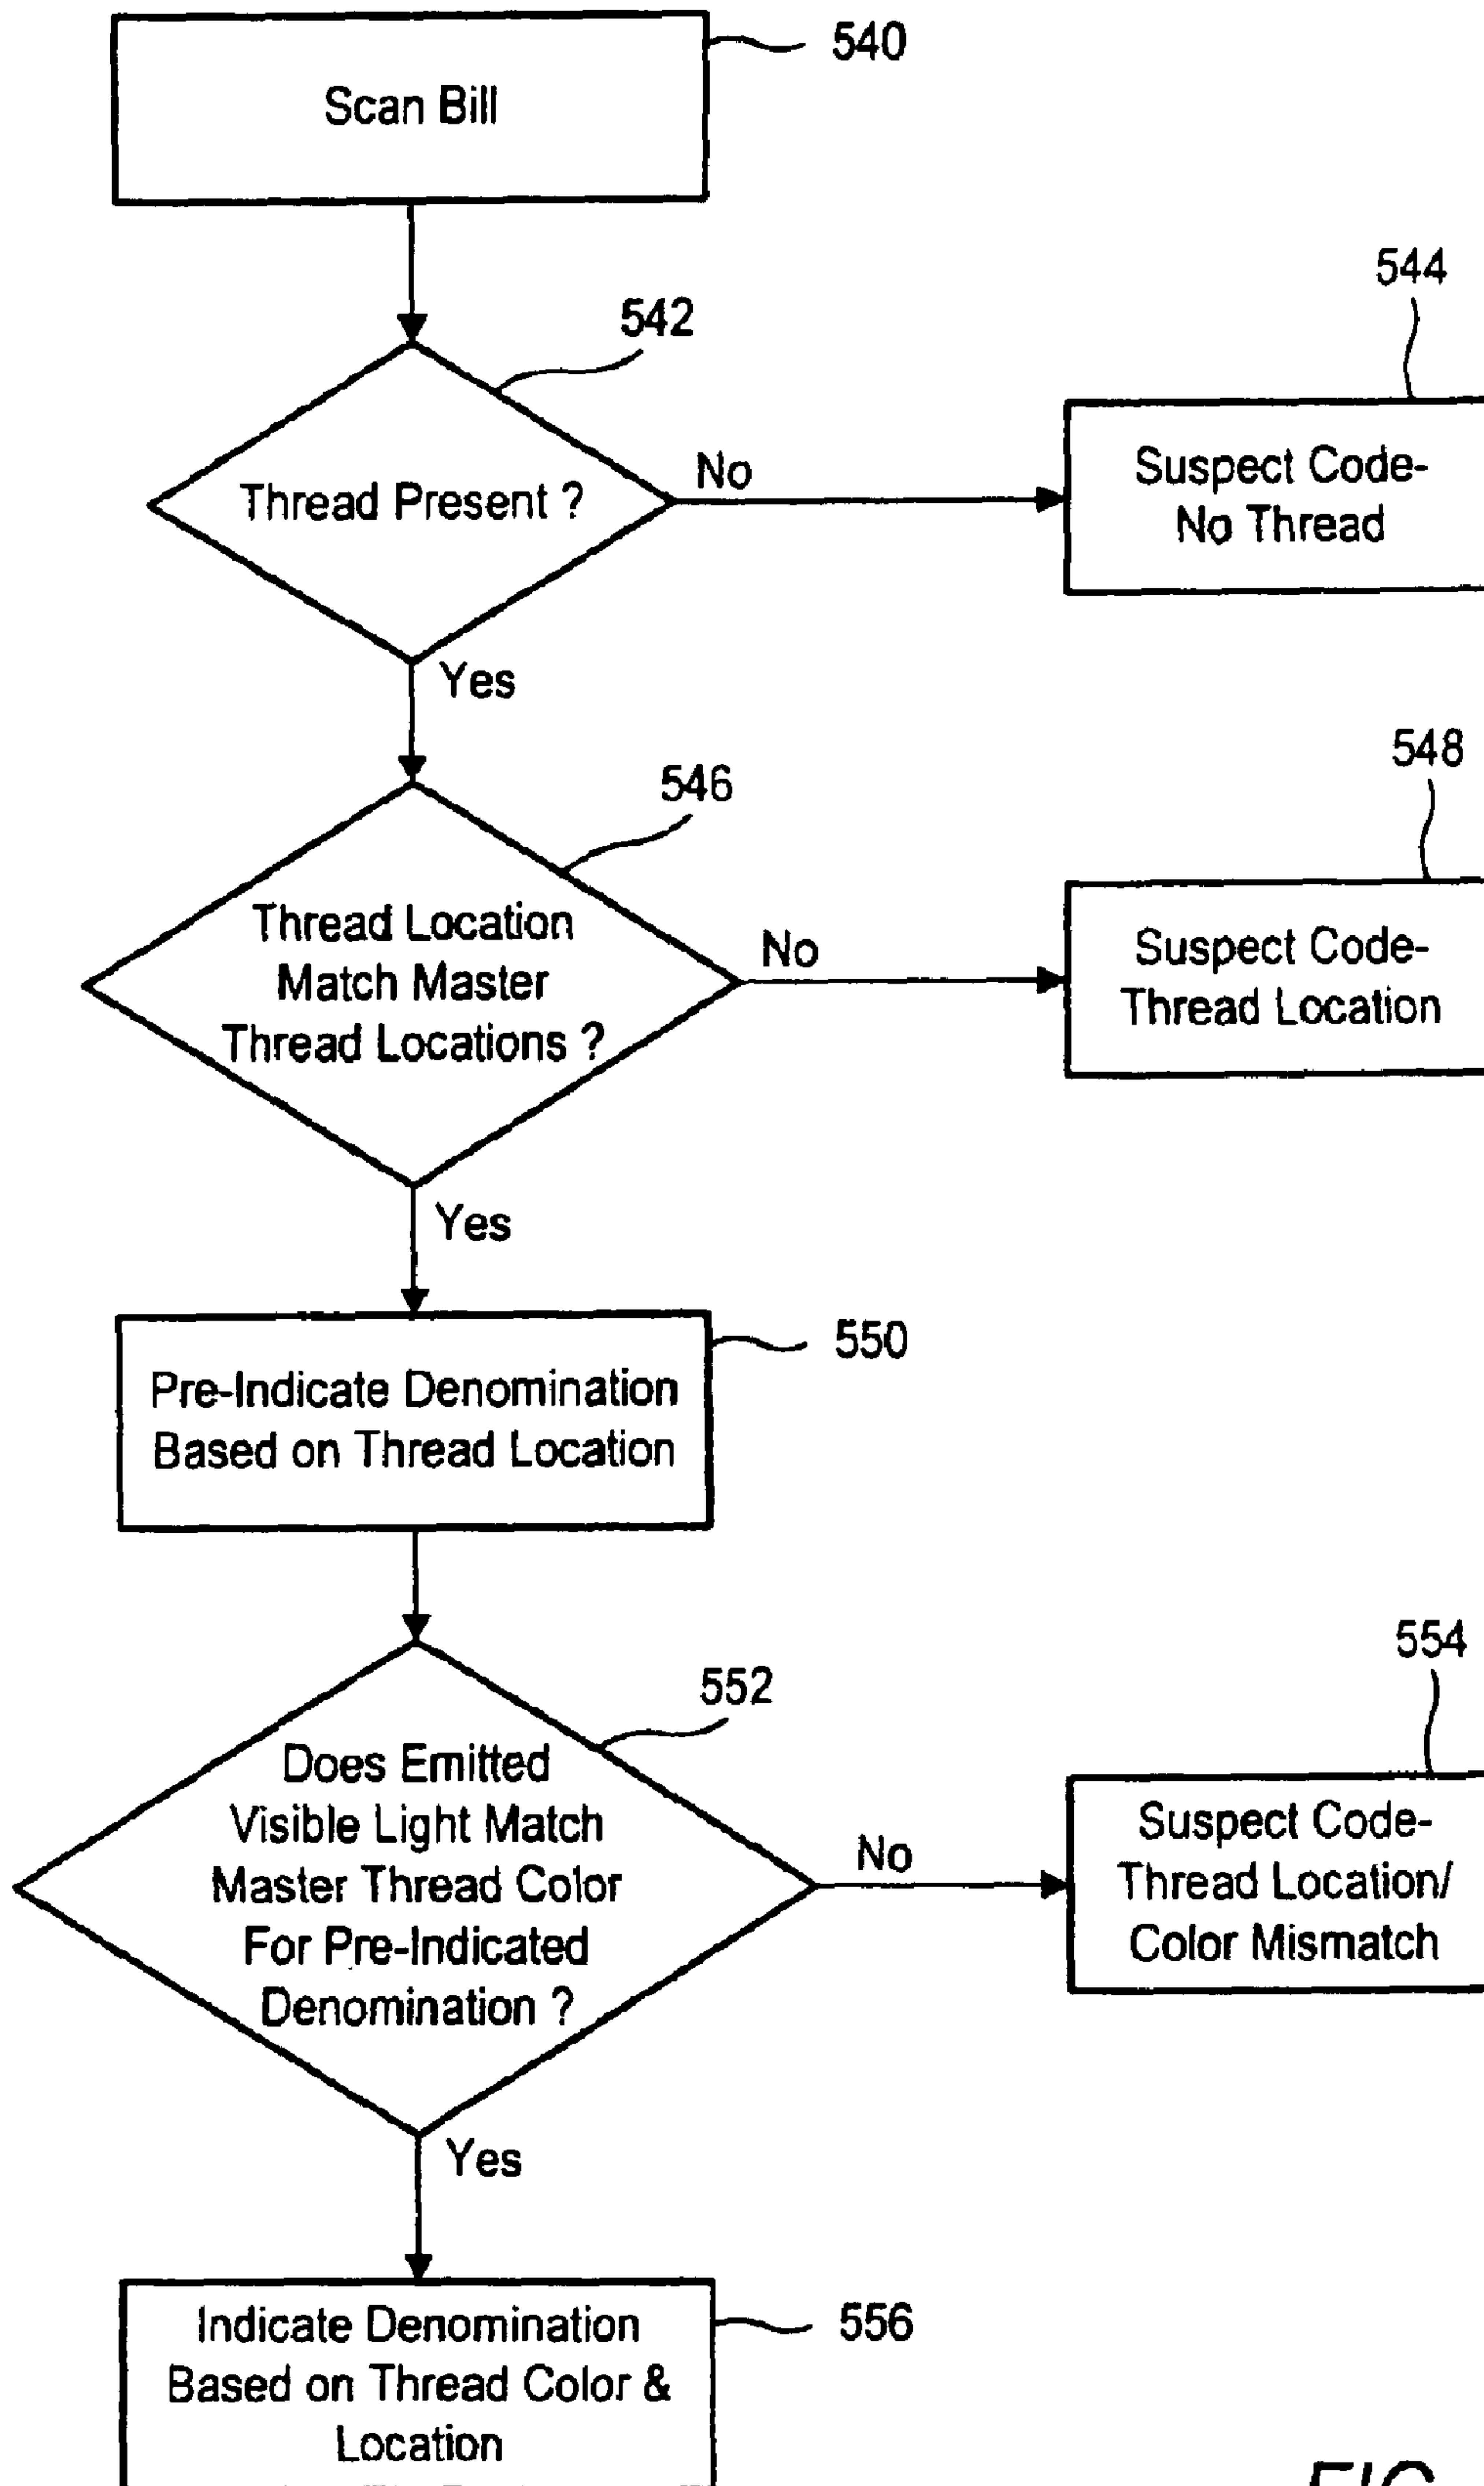 540
Scan Bill
544
542
Thread Present ?
No
Suspect Code-
No Thread
Yes
548
546
Thread Location
Match Master
Thread Locations ?
No
Suspect Code-
Thread Location
Yes
550
Pre-Indicate Denomination
Based on Thread Location
554
552
Does Emitted
Visible Light Match
Master Thread Color
For Pre-Indicated
Denomination ?
No
Suspect Code-
Thread Location/
Color Mismatch
Yes
556
Indicate Denomination
Based on Thread Color &
Location
FIG